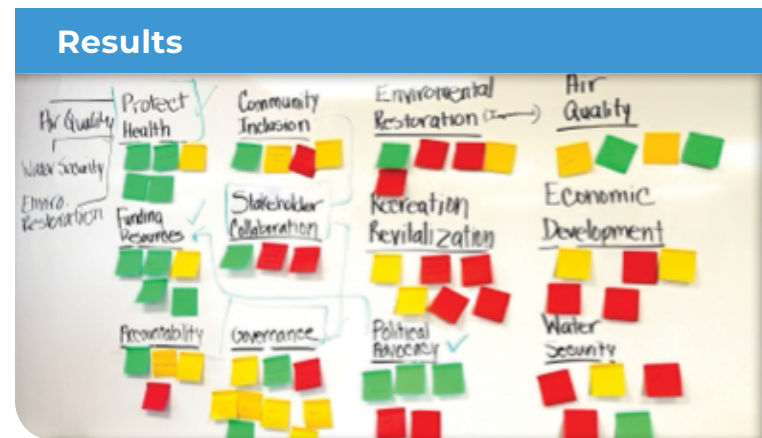 Results
Air Quality
Water Security
Enviro.
Restoration
Protect
Health
Community
Inclusion
Enviromental
Restoration
Air
Quality
Funding
Resources
Stakeholder
Collaboration
Recreation
Revitalization
Economic
Development
Accountability
Governance
Political
Advocacy
Water
Security